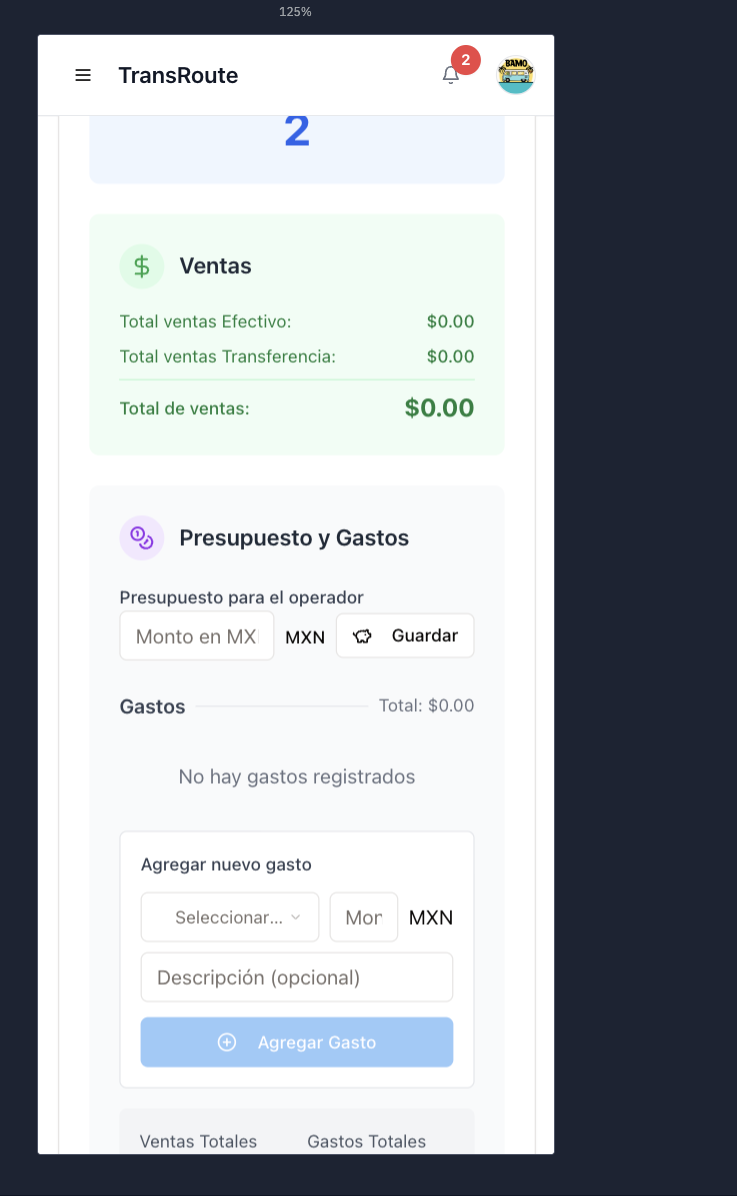 125%
TransRoute
2
BAMO
2
Ventas
Total ventas Efectivo: $0.00
Total ventas Transferencia: $0.00
Total de ventas: $0.00
Presupuesto y Gastos
Presupuesto para el operador
Monto en MX MXN Guardar
Gastos Total: $0.00
No hay gastos registrados
Agregar nuevo gasto
Seleccionar... Mor MXN
Descripción (opcional)
Agregar Gasto
Ventas Totales Gastos Totales